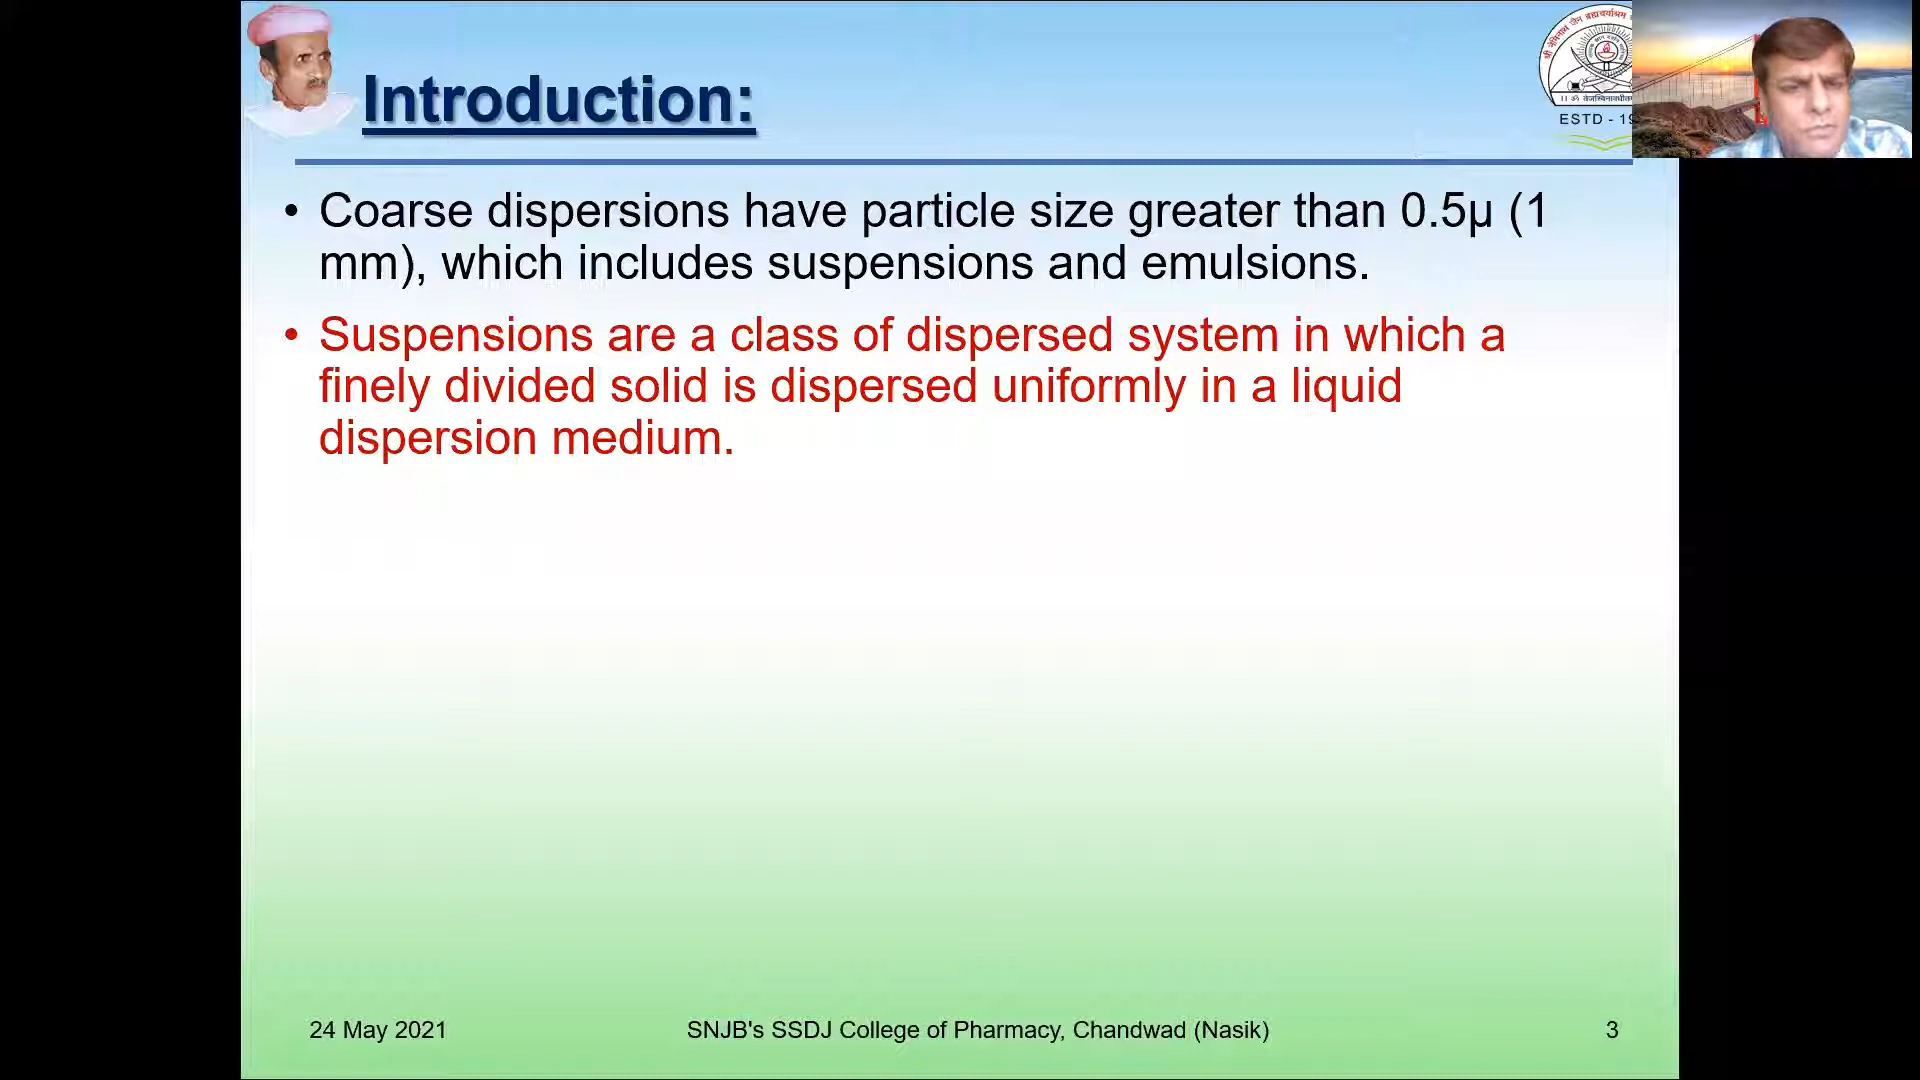 Introduction:
ESTD - 19
• Coarse dispersions have particle size greater than 0.5µ (1
mm), which includes suspensions and emulsions.
• Suspensions are a class of dispersed system in which a
finely divided solid is dispersed uniformly in a liquid
dispersion medium.
24 May 2021
SNJB's SSDJ College of Pharmacy, Chandwad (Nasik)
3